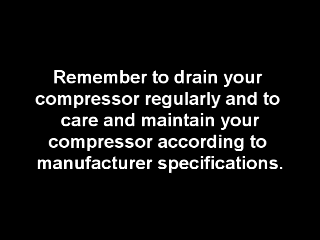 Remember to drain your
compressor regularly and to
care and maintain your
compressor according to
manufacturer specifications.